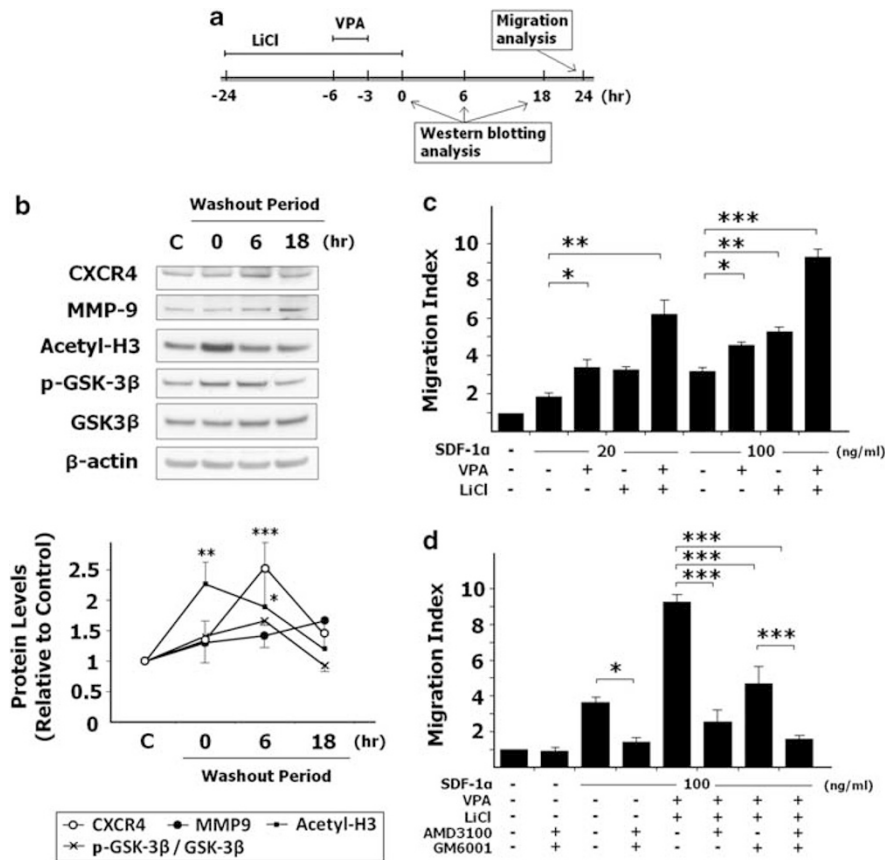 a
VPA
LiCl
Migration
analysis
-24 -6 -3 0 6 18 24 (hr)
Western blotting
analysis
b
Washout Period
C 0 6 18 (hr)
CXCR4
MMP-9
Acetyl-H3
p-GSK-3β
GSK3β
β-actin
Protein Levels
(Relative to Control)
2.5
2
1.5
1
0.5
0
** *** *
C 0 6 18 (hr)
Washout Period
CXCR4 MMP9 Acetyl-H3
p-GSK-3β / GSK-3β
c
Migration Index
10
8
6
4
2
*** ** ** * *
SDF-1α - 20 100 (ng/ml)
VPA - - + - + - + - +
LiCl - - - + + - - + +
d
Migration Index
10
8
6
4
2
*** *** *** *** *
SDF-1α - - 100 (ng/ml)
VPA - - - - + + + +
LiCl - - - - + + + +
AMD3100 - + - + - + - +
GM6001 - + - + - - + +